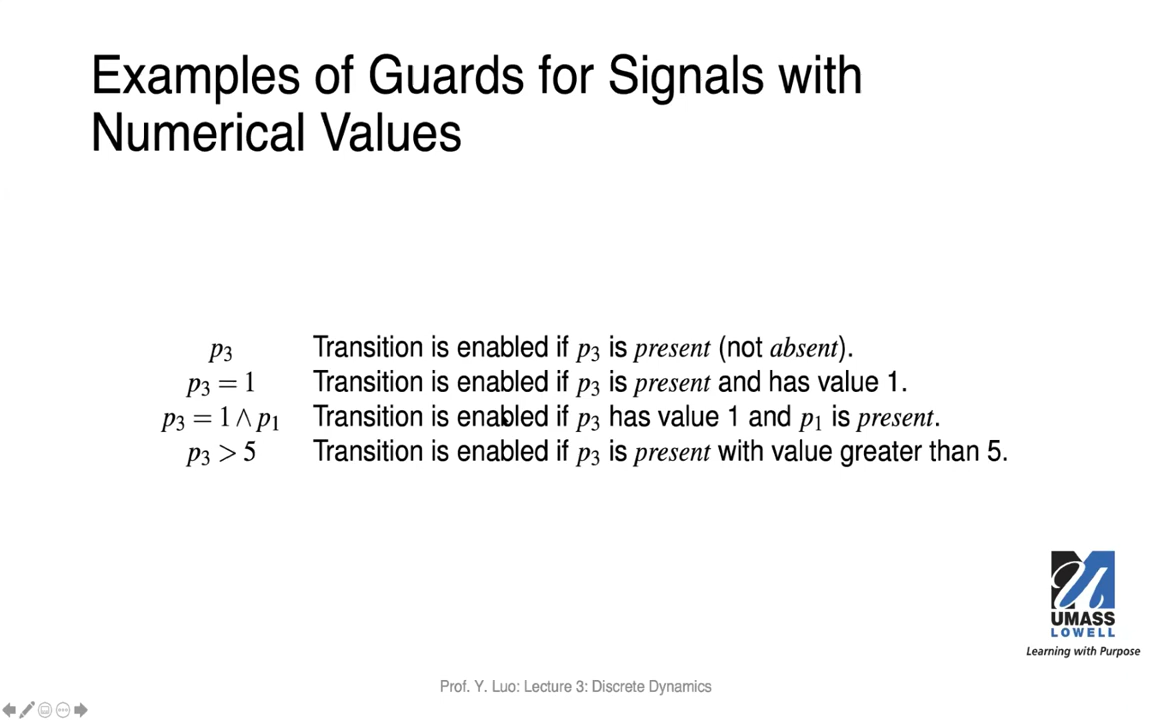 Examples of Guards for Signals with
Numerical Values
p₃ Transition is enabled if p₃ is present (not absent).
p₃ = 1 Transition is enabled if p₃ is present and has value 1.
p₃ = 1 ∧ p₁ Transition is enabled if p₃ has value 1 and p₁ is present.
p₃ > 5 Transition is enabled if p₃ is present with value greater than 5.
UMASS
LOWELL
Learning with Purpose
Prof. Y. Luo: Lecture 3: Discrete Dynamics